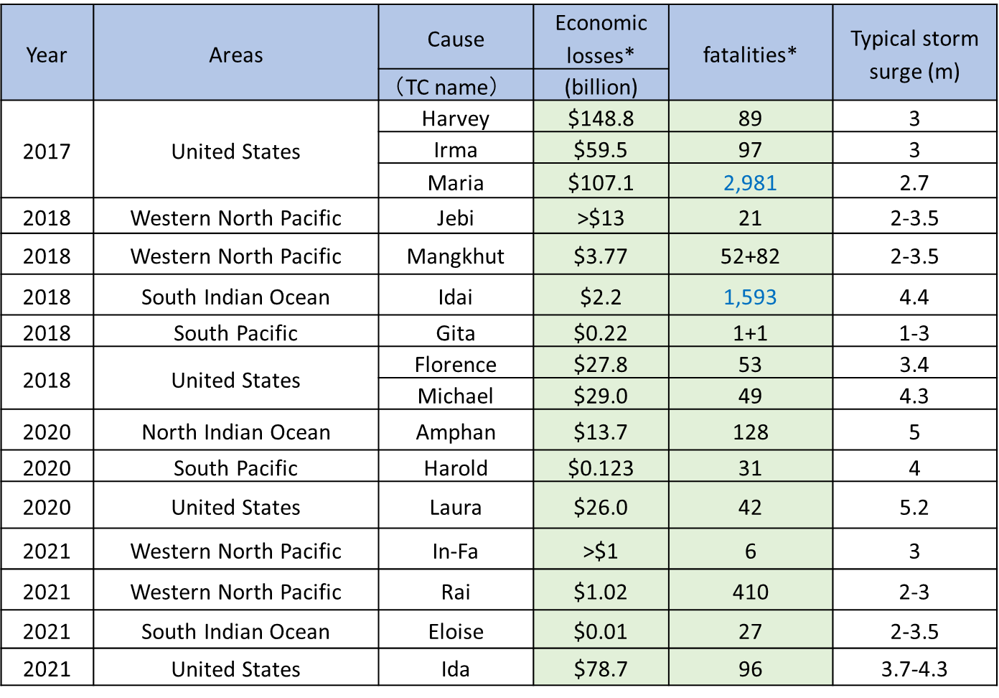 Year Areas Cause Economic losses* fatalities* Typical storm surge (m)
（TC name） (billion)
2017 United States Harvey $148.8 89 3
Irma $59.5 97 3
Maria $107.1 2,981 2.7
2018 Western North Pacific Jebi >$13 21 2-3.5
2018 Western North Pacific Mangkhut $3.77 52+82 2-3.5
2018 South Indian Ocean Idai $2.2 1,593 4.4
2018 South Pacific Gita $0.22 1+1 1-3
2018 United States Florence $27.8 53 3.4
Michael $29.0 49 4.3
2020 North Indian Ocean Amphan $13.7 128 5
2020 South Pacific Harold $0.123 31 4
2020 United States Laura $26.0 42 5.2
2021 Western North Pacific In-Fa >$1 6 3
2021 Western North Pacific Rai $1.02 410 2-3
2021 South Indian Ocean Eloise $0.01 27 2-3.5
2021 United States Ida $78.7 96 3.7-4.3